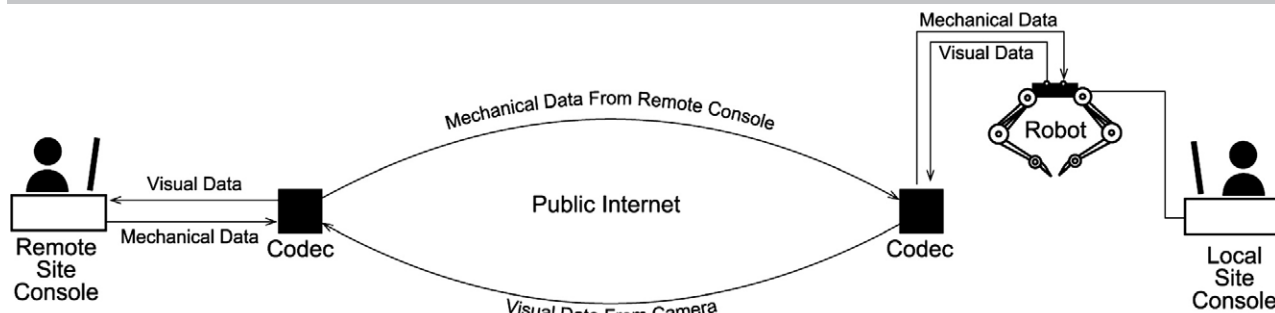 Mechanical Data
Visual Data
Mechanical Data From Remote Console
Robot
Visual Data
Public Internet
Mechanical Data
Codec
Codec
Remote
Site
Console
Local
Site
Console
Visual Data From Camera